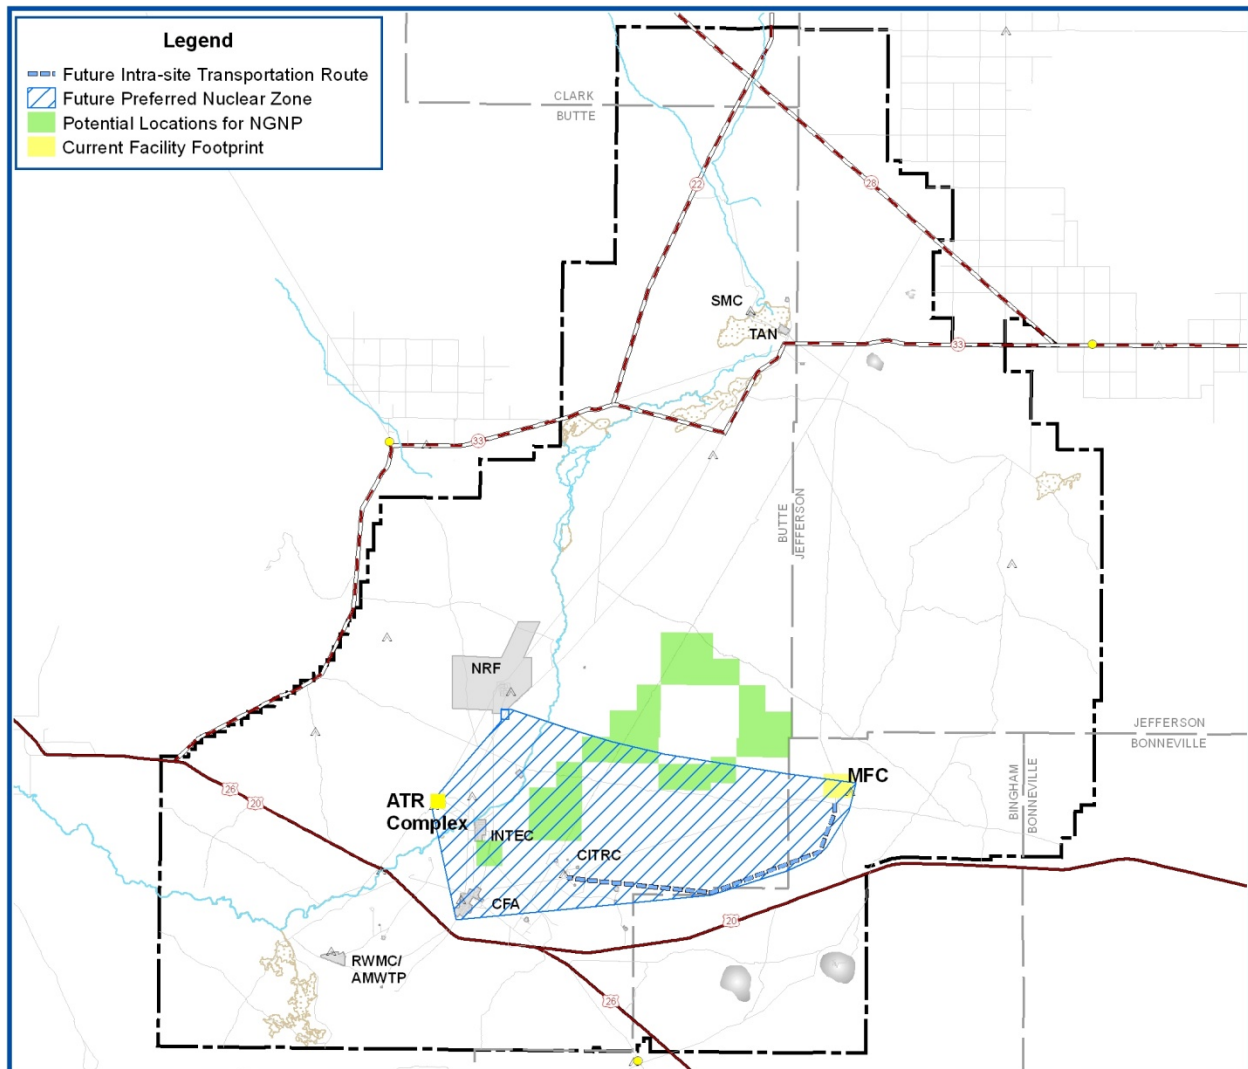 Legend
Future Intra-site Transportation Route
Future Preferred Nuclear Zone
Potential Locations for NGNP
Current Facility Footprint
CLARK
BUTTE
22
28
SMC
TAN
33
33
BUTTE
JEFFERSON
NRF
JEFFERSON
BONNEVILLE
MFC
26
20
ATR
Complex
INTEC
BINGHAM
BONNEVILLE
CITRC
CFA
20
RWMC/
AMWTP
26